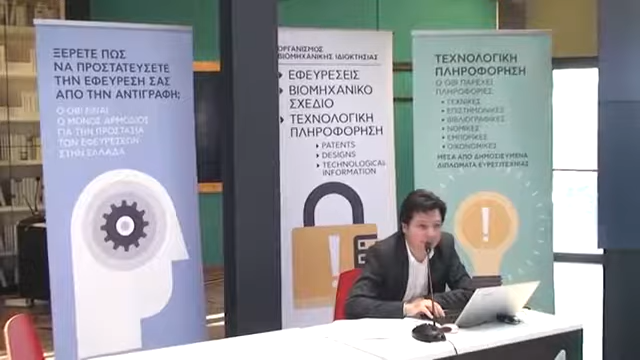 ΞΕΡΕΤΕ ΠΩΣ
ΝΑ ΠΡΟΣΤΑΤΕΥΣΕΤΕ
ΤΗΝ ΕΦΕΥΡΕΣΗ ΣΑΣ
ΑΠΟ ΤΗΝ ΑΝΤΙΓΡΑΦΗ;
Ο ΟΒΙ ΕΙΝΑΙ
Ο ΜΟΝΟΣ ΑΡΜΟΔΙΟΣ
ΓΙΑ ΤΗΝ ΠΡΟΣΤΑΣΙΑ
ΤΩΝ ΕΦΕΥΡΕΣΕΩΝ
ΣΤΗΝ ΕΛΛΑΔΑ
ΟΡΓΑΝΙΣΜΟΣ
ΒΙΟΜΗΧΑΝΙΚΗΣ ΙΔΙΟΚΤΗΣΙΑΣ
ΕΦΕΥΡΕΣΕΙΣ
ΒΙΟΜΗΧΑΝΙΚΟ
ΣΧΕΔΙΟ
ΤΕΧΝΟΛΟΓΙΚΗ
ΠΛΗΡΟΦΟΡΗΣΗ
PATENTS
DESIGNS
TECHNOLOGICAL
INFORMATION
ΤΕΧΝΟΛΟΓΙΚΗ
ΠΛΗΡΟΦΟΡΗΣΗ
Ο ΟΒΙ ΠΑΡΕΧΕΙ
ΠΛΗΡΟΦΟΡΙΕΣ
• ΤΕΧΝΙΚΕΣ
• ΕΠΙΣΤΗΜΟΝΙΚΕΣ
• ΒΙΒΛΙΟΓΡΑΦΙΚΕΣ
• ΝΟΜΙΚΕΣ
• ΕΜΠΟΡΙΚΕΣ
• ΟΙΚΟΝΟΜΙΚΕΣ
ΜΕΣΑ ΑΠΟ ΔΗΜΟΣΙΕΥΜΕΝΑ
ΔΙΠΛΩΜΑΤΑ ΕΥΡΕΣΙΤΕΧΝΙΑΣ